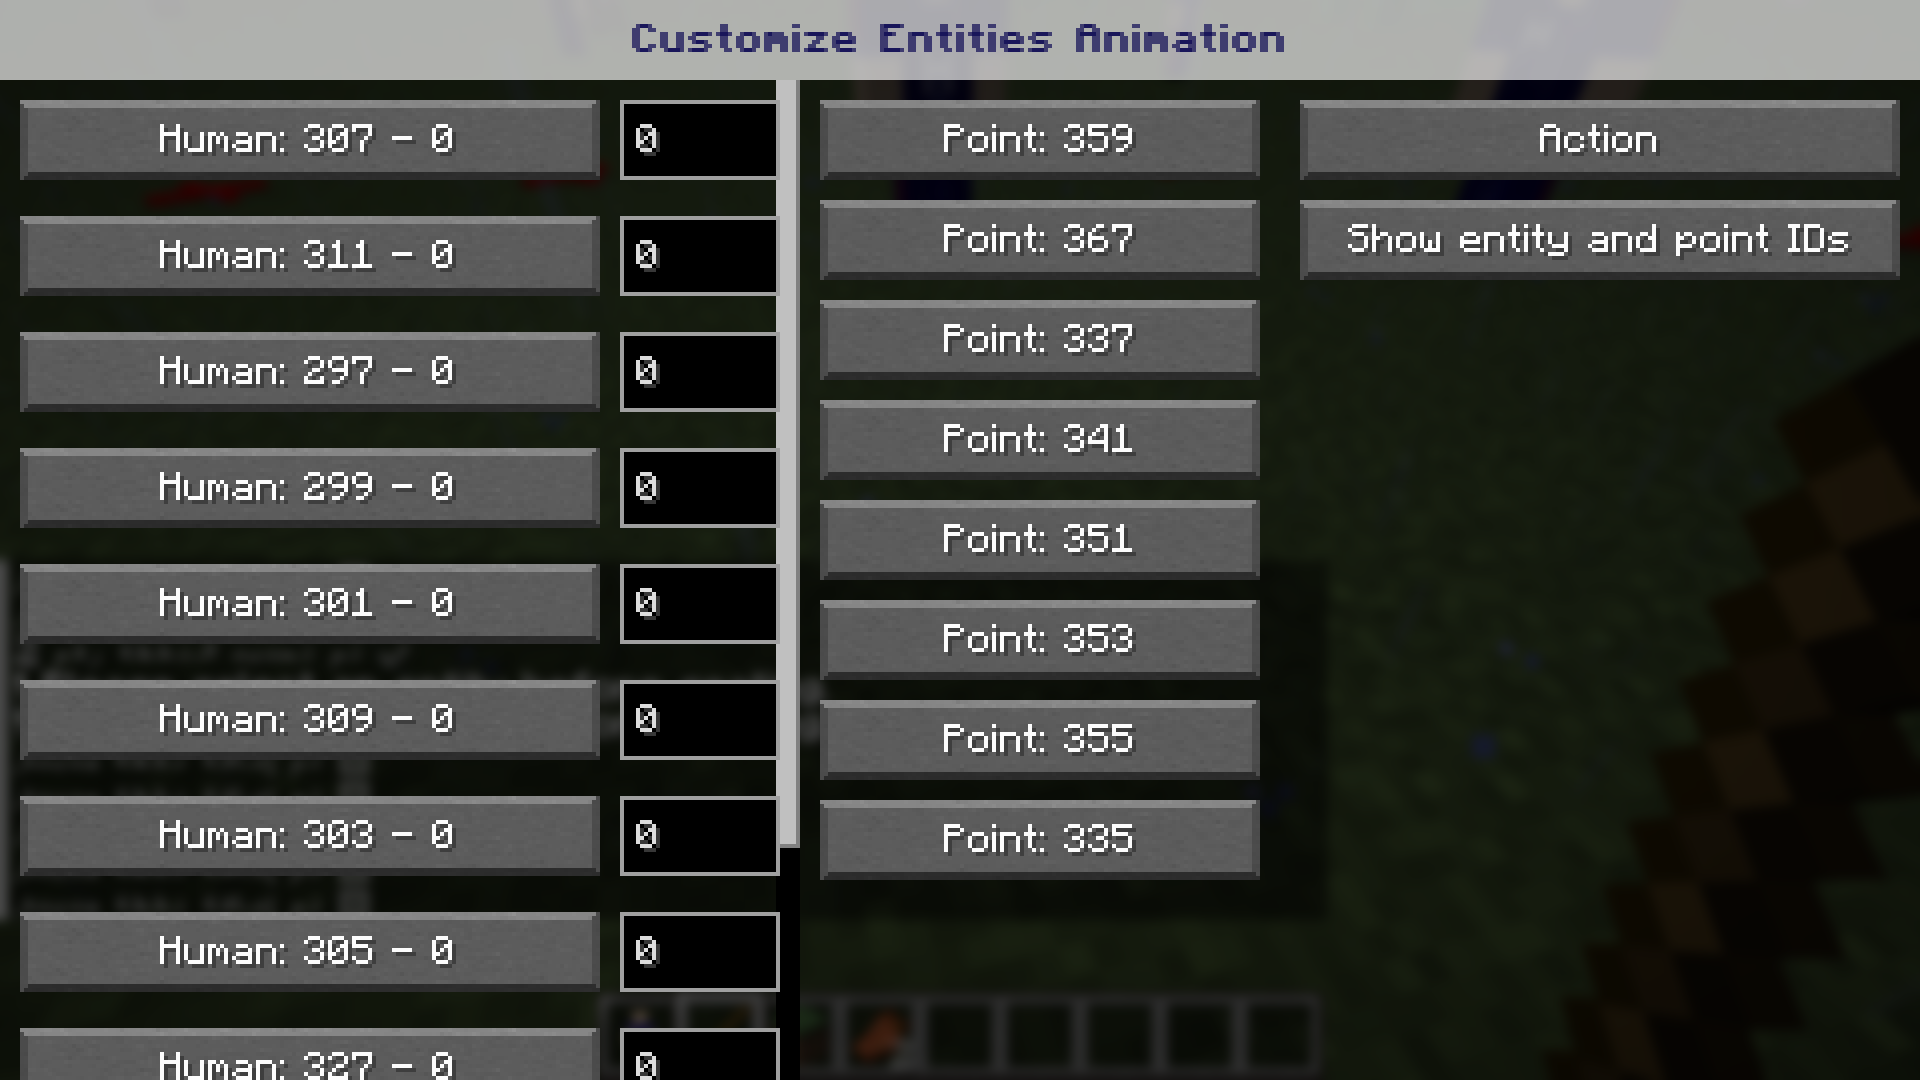 Customize Entities Animation
Human: 307 - 0
0
Human: 311 - 0
0
Human: 297 - 0
0
Human: 299 - 0
0
Human: 301 - 0
0
Human: 309 - 0
0
Human: 303 - 0
0
Human: 305 - 0
0
Human: 327 - 0
0
Point: 359
Point: 367
Point: 337
Point: 341
Point: 351
Point: 353
Point: 355
Point: 335
Action
Show entity and point IDs